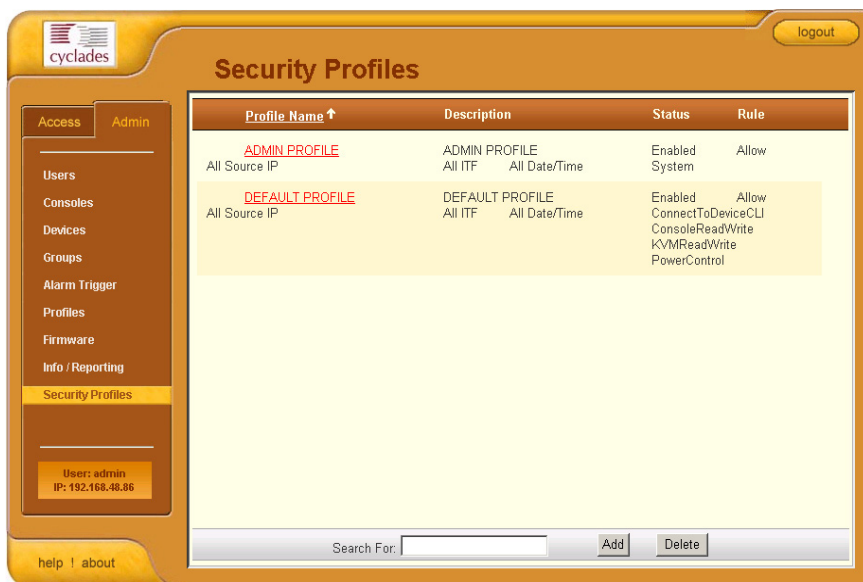 cyclades
logout
Security Profiles
Access Admin
Users
Consoles
Devices
Groups
Alarm Trigger
Profiles
Firmware
Info / Reporting
Security Profiles
User: admin
IP: 192.168.48.86
help ! about
Profile Name ↑ Description Status Rule
ADMIN PROFILE ADMIN PROFILE Enabled Allow
All Source IP All ITF All Date/Time System
DEFAULT PROFILE DEFAULT PROFILE Enabled Allow
All Source IP All ITF All Date/Time ConnectToDeviceCLI
ConsoleReadWrite
KVMReadWrite
PowerControl
Search For: Add Delete